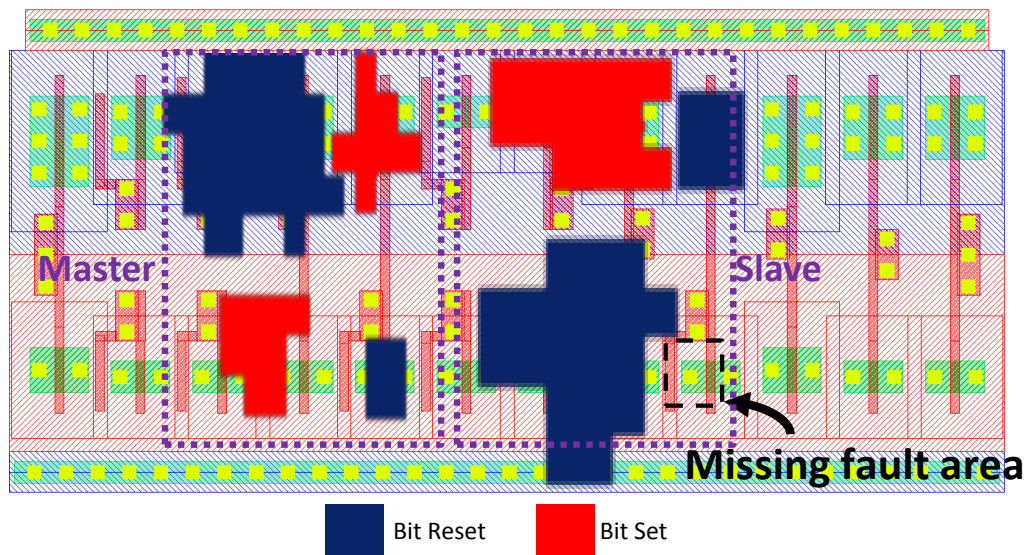 Master
Slave
Missing fault area
Bit Reset
Bit Set